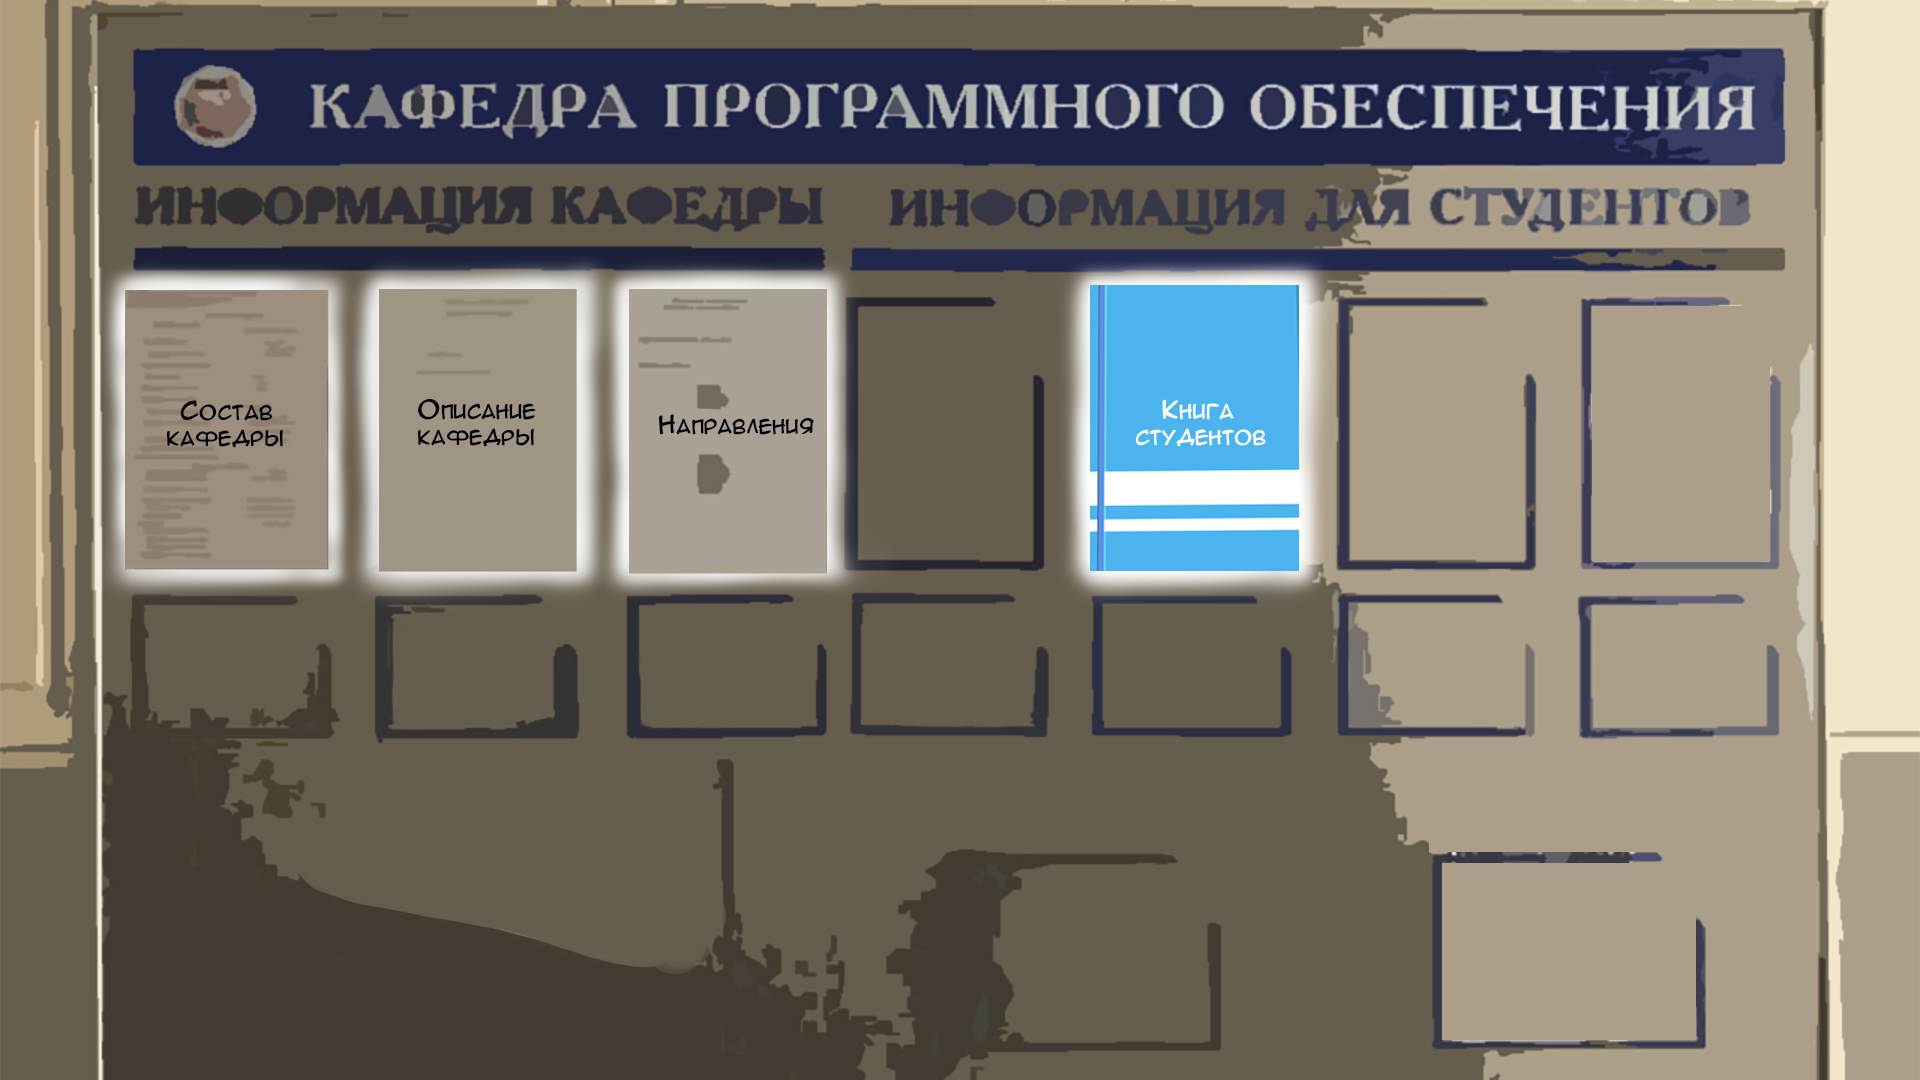 КАФЕДРА ПРОГРАММНОГО ОБЕСПЕЧЕНИЯ
ИНФОРМАЦИЯ КАФЕДРЫ
ИНФОРМАЦИЯ ДЛЯ СТУДЕНТОВ
Состав
кафедры
Описание
кафедры
Направления
Книга
студентов